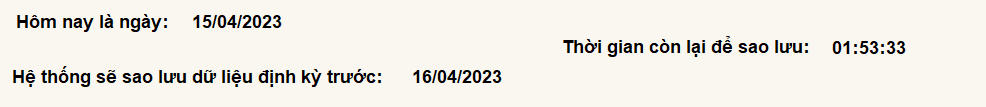 Hôm nay là ngày: 15/04/2023
Thời gian còn lại để sao lưu: 01:53:33
Hệ thống sẽ sao lưu dữ liệu định kỳ trước: 16/04/2023